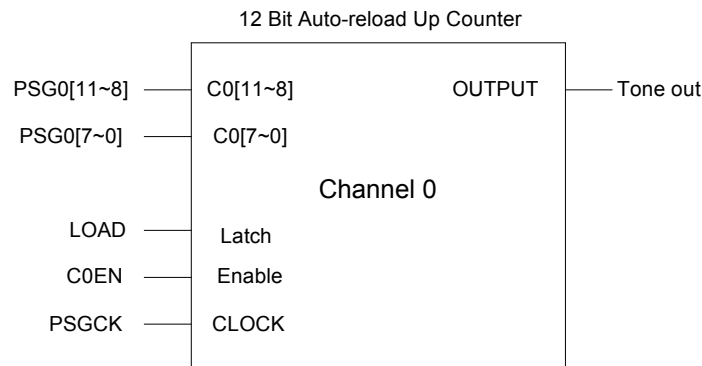 12 Bit Auto-reload Up Counter
PSG0[11~8] C0[11~8] OUTPUT Tone out
PSG0[7~0] C0[7~0]
Channel 0
LOAD Latch
C0EN Enable
PSGCK CLOCK